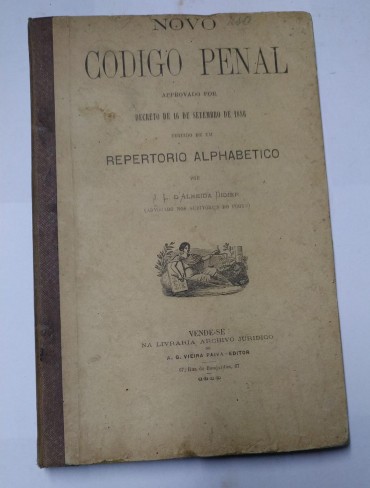 NOVO
CODIGO PENAL
APPROVADO POR
DECRETO DE 16 DE SETEMBRO DE 1886
REPERTORIO ALPHABETICO
POR
VENDE-SE
NA LIVRARIA ARCHIVO JURIDICO
DE
A. G. VIEIRA PAIVA-EDITOR